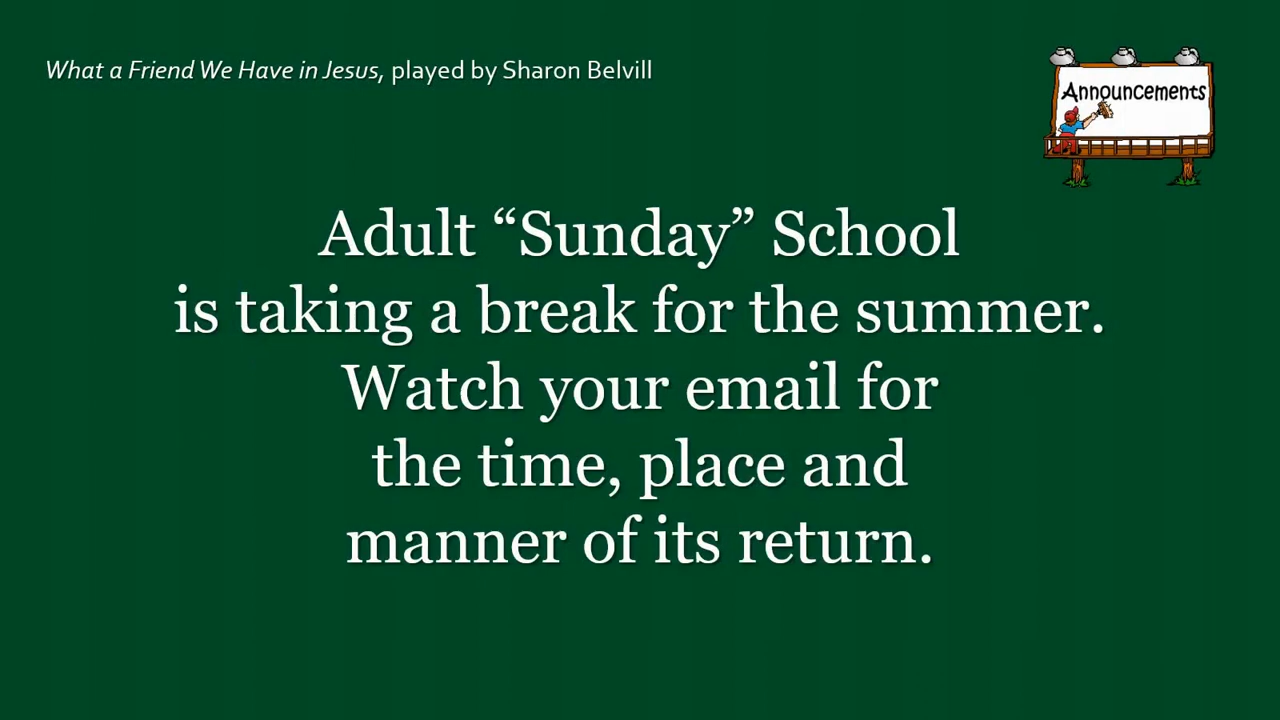 What a Friend We Have in Jesus, played by Sharon Belvill
Announcements
Adult “Sunday” School
is taking a break for the summer.
Watch your email for
the time, place and
manner of its return.